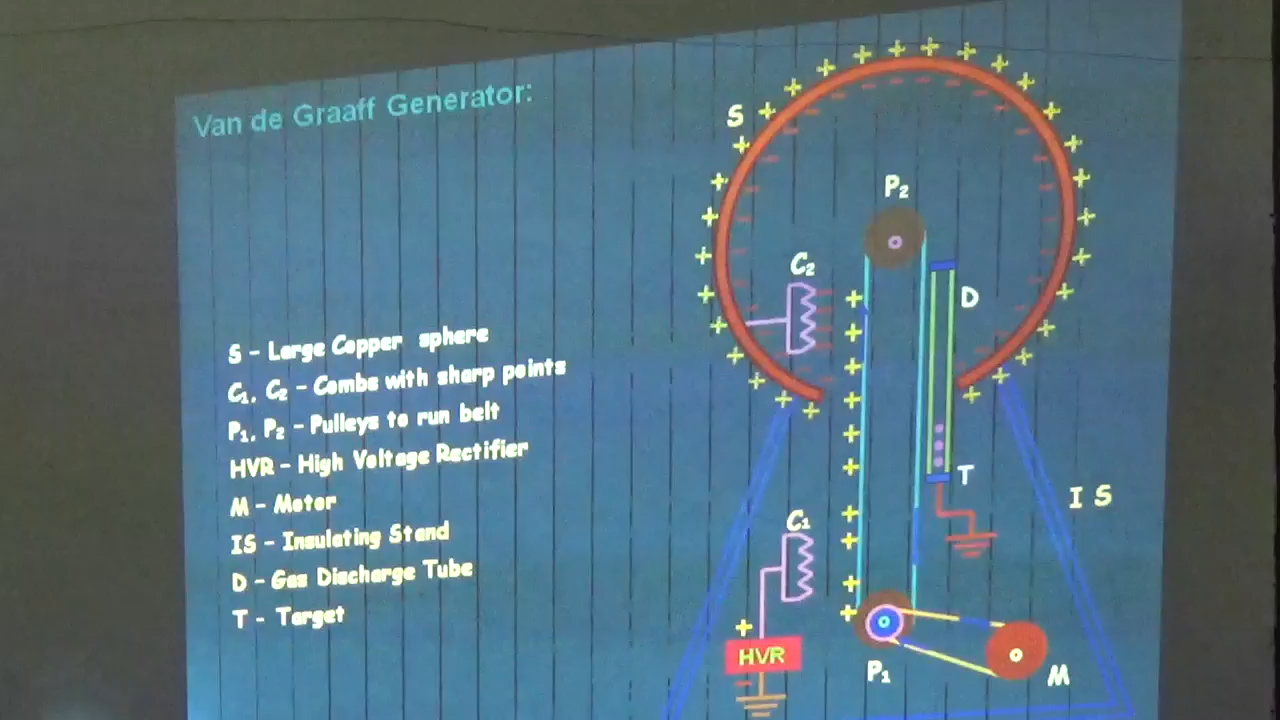 Van de Graaff Generator:
S
P₂
C₂
D
S – Large Copper sphere
C₁, C₂ – Combs with sharp points
P₁, P₂ – Pulleys to run belt
HVR – High Voltage Rectifier
T
I S
M – Motor
C₁
IS – Insulating Stand
D – Gas Discharge Tube
T – Target
HVR
P₁
M